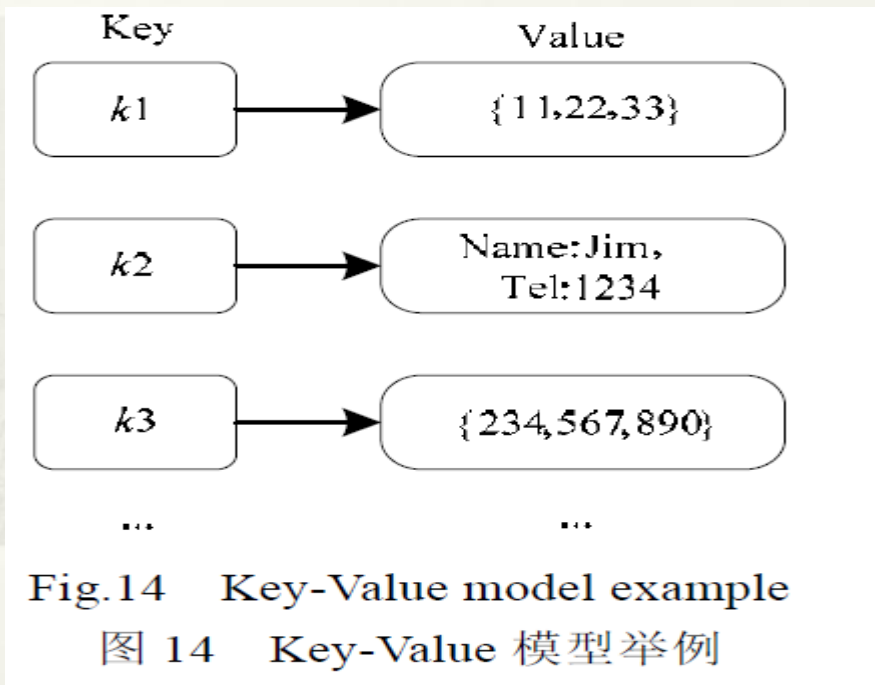 Key Value
k1 {11,22,33}
k2 Name:Jim,
Tel:1234
k3 {234,567,890}
... ...
Fig.14 Key-Value model example
图 14 Key-Value 模型举例